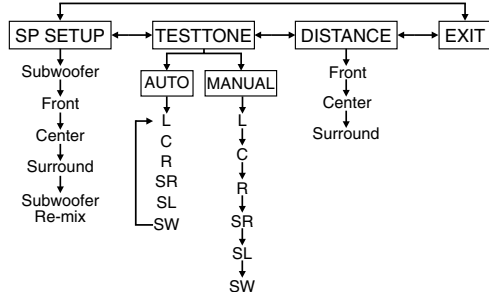 SP SETUP
TESTTONE
DISTANCE
EXIT
Subwoofer
Front
Center
Surround
Subwoofer
Re-mix
AUTO
L
C
R
SR
SL
SW
MANUAL
L
C
R
SR
SL
SW
Front
Center
Surround